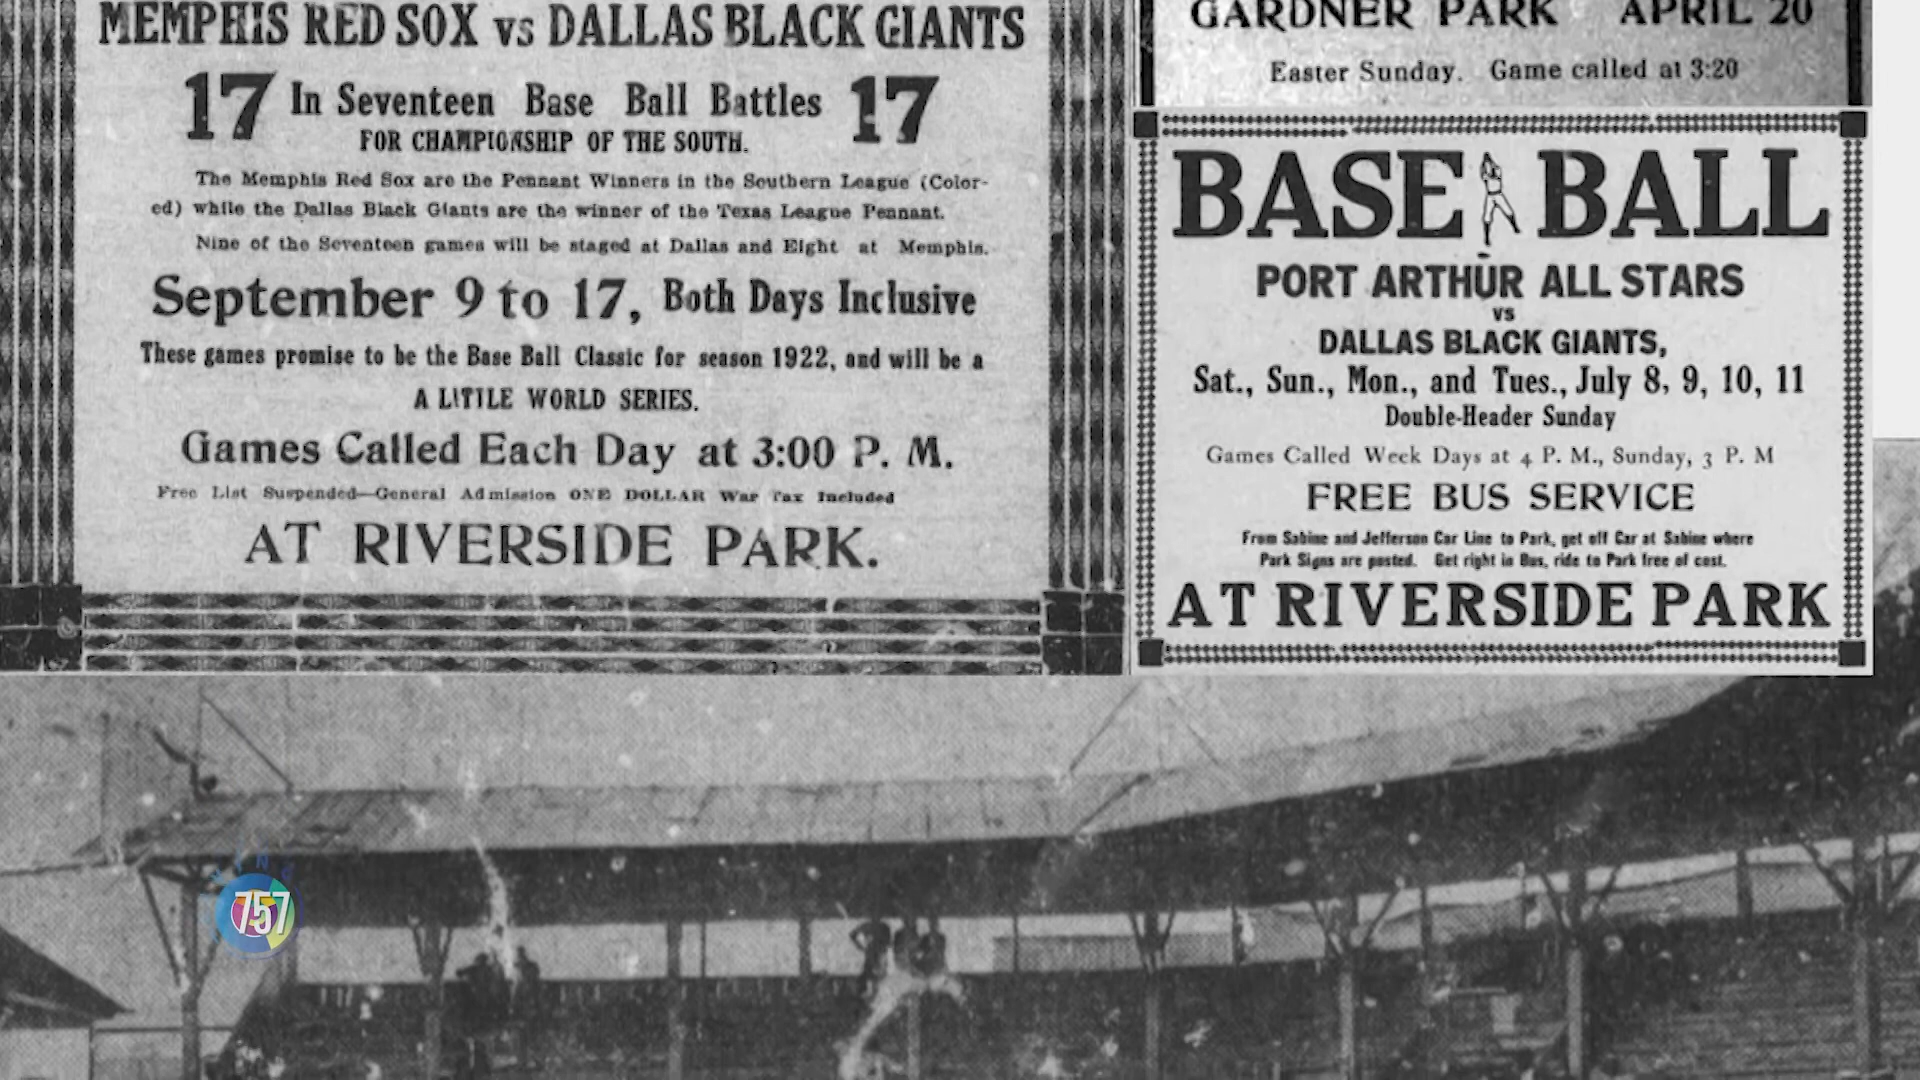 MEMPHIS RED SOX vs DALLAS BLACK GIANTS
17 In Seventeen Base Ball Battles 17
FOR CHAMPIONSHIP OF THE SOUTH.
The Memphis Red Sox are the Pennant Winners in the Southern League (Color-
ed) while the Dallas Black Giants are the winner of the Texas League Pennant.
Nine of the Seventeen games will be staged at Dallas and Eight at Memphis.
September 9 to 17, Both Days Inclusive
These games promise to be the Base Ball Classic for season 1922, and will be a
A LITTLE WORLD SERIES.
Games Called Each Day at 3:00 P. M.
Free List Suspended—General Admission ONE DOLLAR War Tax Included
AT RIVERSIDE PARK.
GARDNER PARK APRIL 20
Easter Sunday. Game called at 3:20
BASE BALL
PORT ARTHUR ALL STARS
vs
DALLAS BLACK GIANTS,
Sat., Sun., Mon., and Tues., July 8, 9, 10, 11
Double-Header Sunday
Games Called Week Days at 4 P. M., Sunday, 3 P. M
FREE BUS SERVICE
From Sabine and Jefferson Car Line to Park, get off Car at Sabine where
Park Signs are posted. Get right in Bus, ride to Park free of cost.
AT RIVERSIDE PARK
757